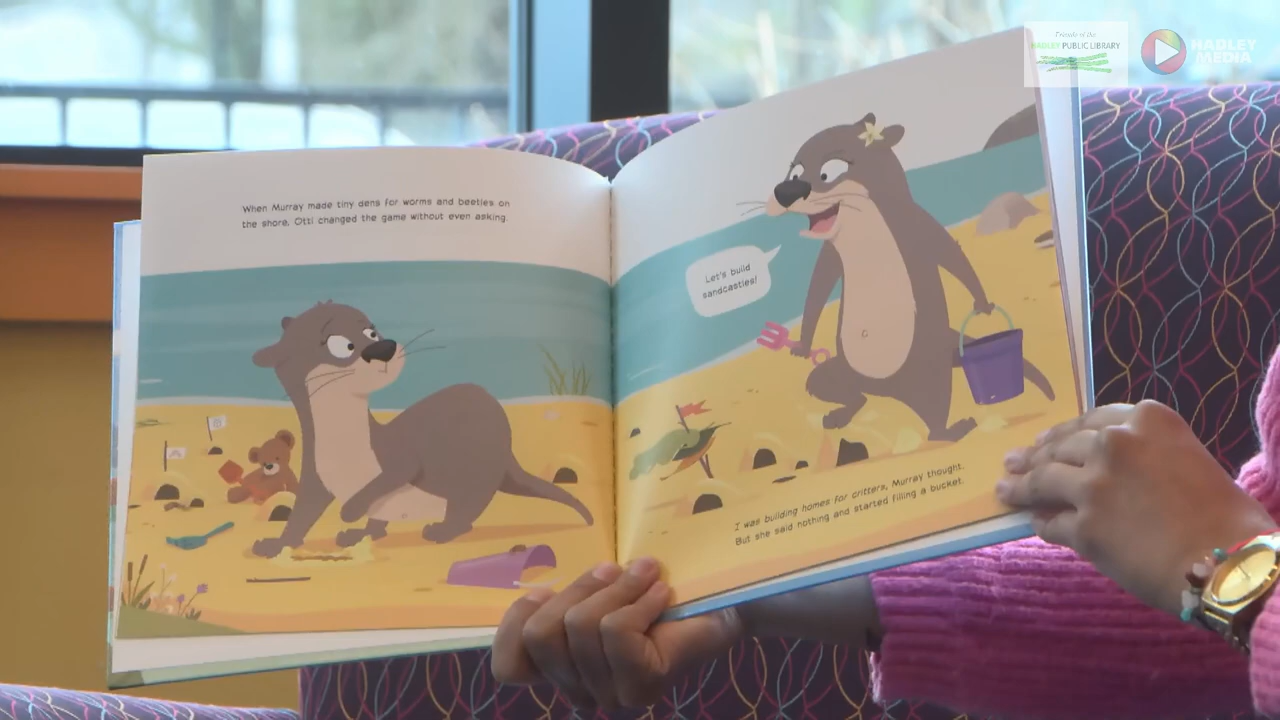 Friends of the
HADLEY PUBLIC LIBRARY
HADLEY
MEDIA
When Murray made tiny dens for worms and beetles on
the shore, Otti changed the game without even asking.
Let's build
sandcastles!
I was building homes for critters, Murray thought.
But she said nothing and started filling a bucket.